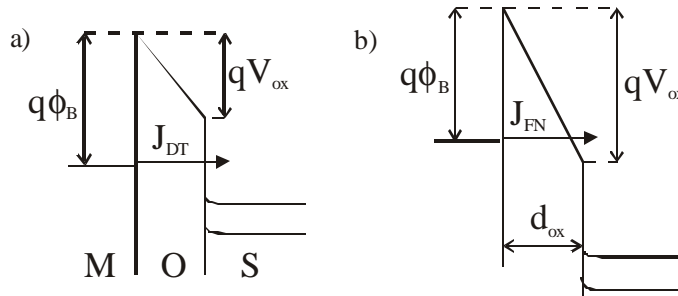 a)
qϕB
qVox
JDT
M O S
b)
qϕB
qVox
JFN
dox